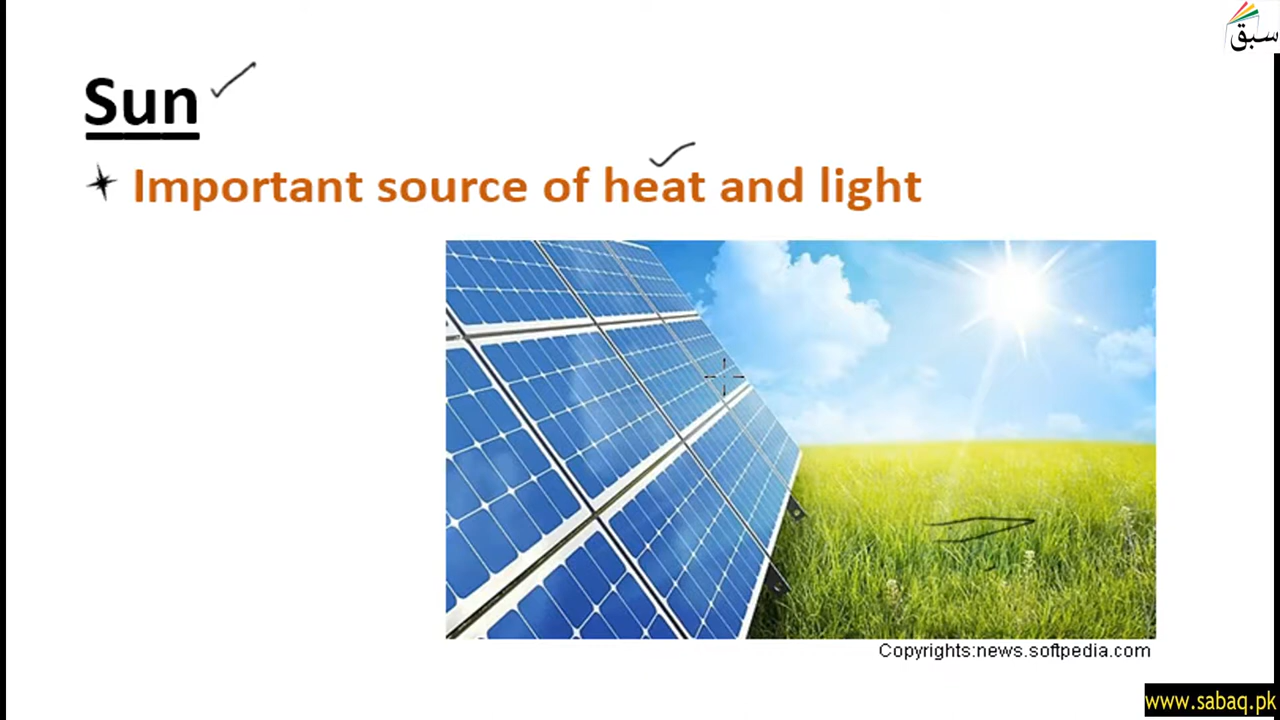 سبق
Sun
Important source of heat and light
Copyrights:news.softpedia.com
www.sabaq.pk